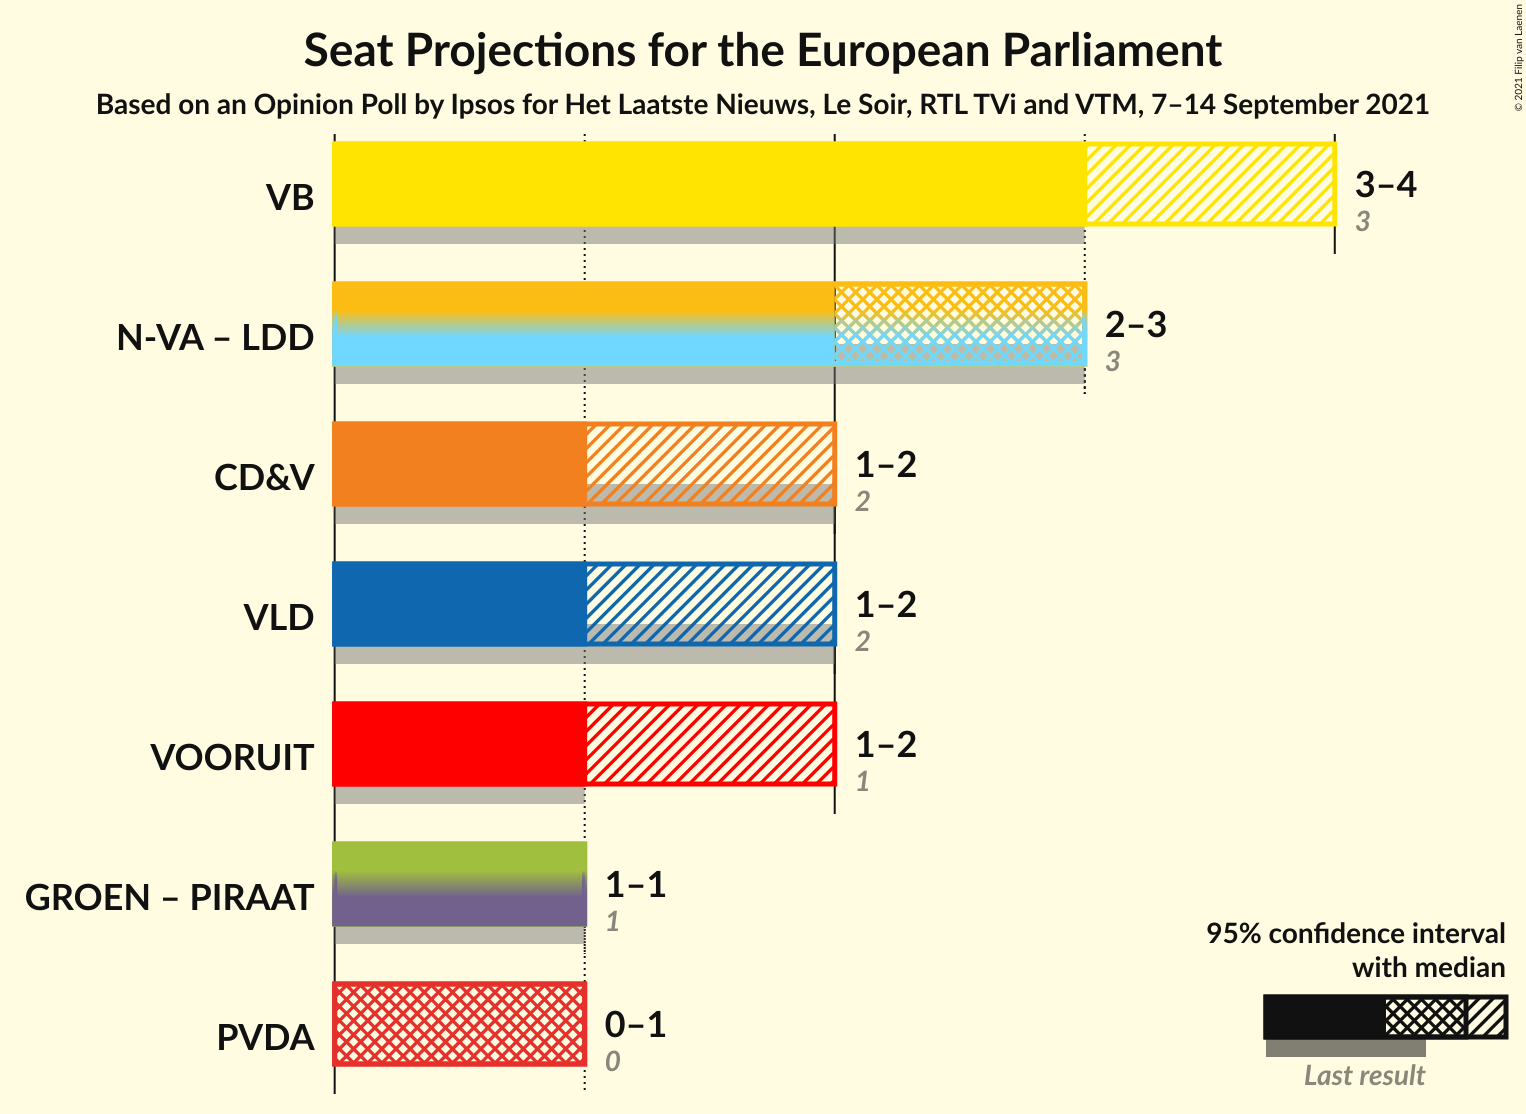 Seat Projections for the European Parliament
Based on an Opinion Poll by Ipsos for Het Laatste Nieuws, Le Soir, RTL TVi and VTM, 7–14 September 2021
© 2021 Filip van Laenen
VB
3–4
3
N-VA – LDD
2–3
3
CD&V
1–2
2
VLD
1–2
2
VOORUIT
1–2
1
GROEN – PIRAAT
1–1
1
PVDA
0–1
0
95% confidence interval
with median
Last result